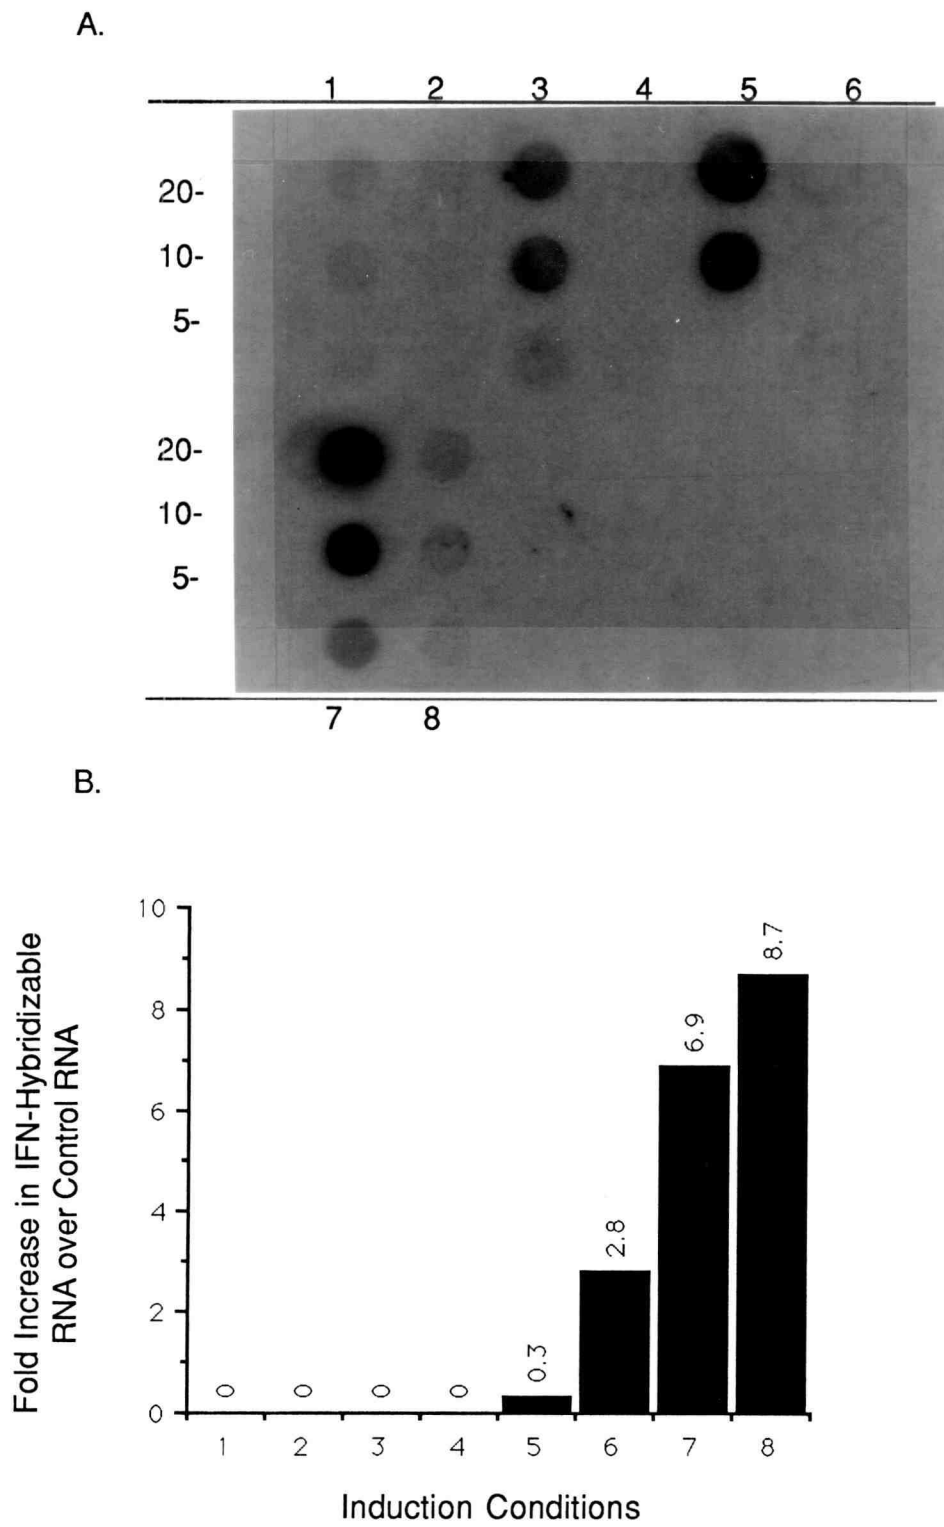 A.
1 2 3 4 5 6
20-
10-
5-
20-
10-
5-
7 8
B.
Fold Increase in IFN-Hybridizable
RNA over Control RNA
10
8
6
4
2
0
0 0 0 0 0.3 2.8 6.9 8.7
1 2 3 4 5 6 7 8
Induction Conditions